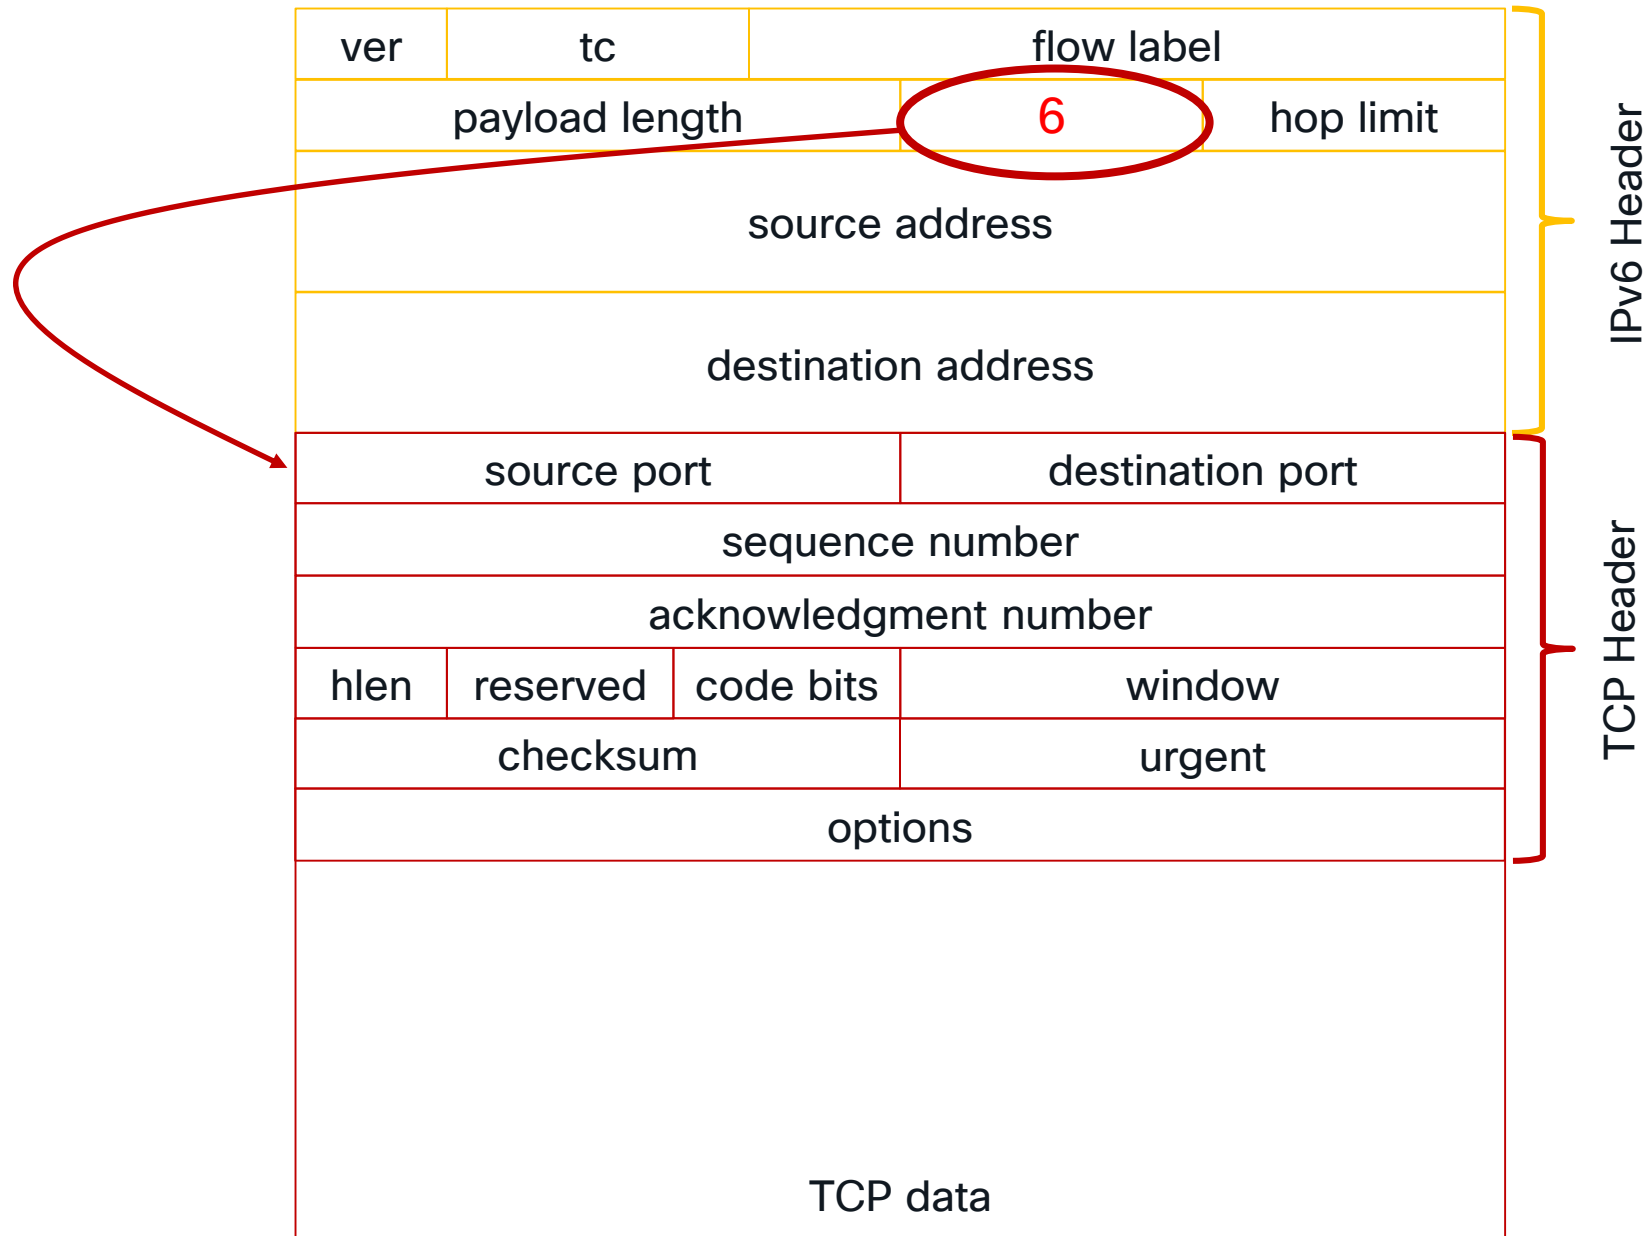 ver tc flow label
payload length 6 hop limit
source address
destination address
IPv6 Header
source port destination port
sequence number
acknowledgment number
hlen reserved code bits window
checksum urgent
options
TCP Header
TCP data